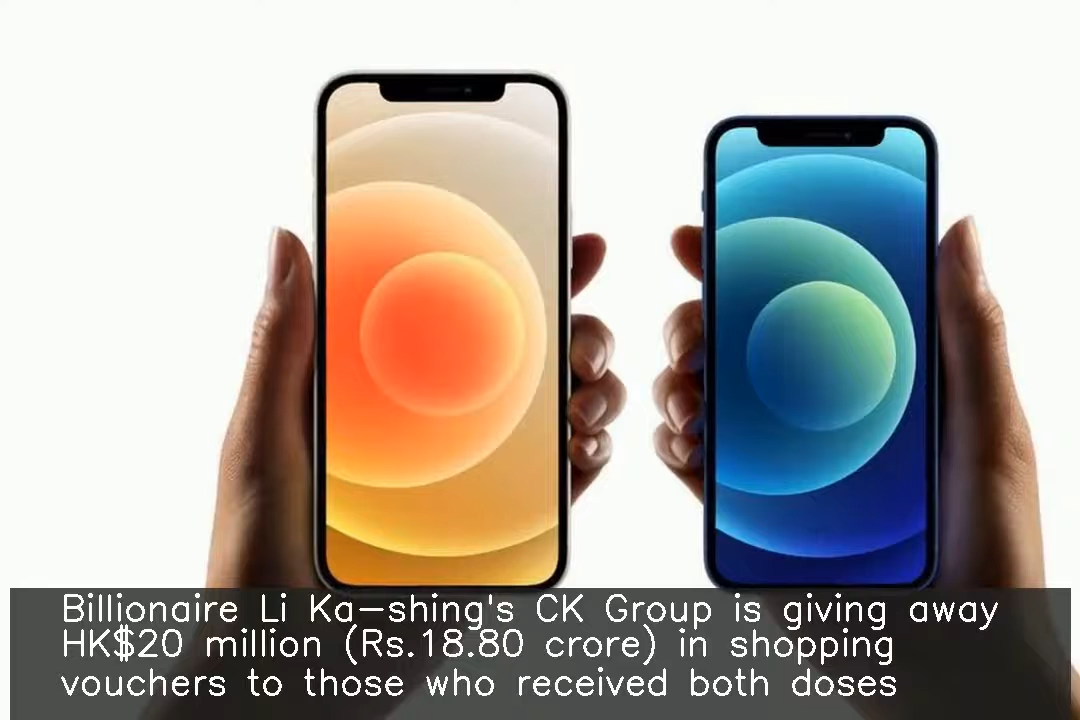 Billionaire Li Ka-shing's CK Group is giving away
HK$20 million (Rs.18.80 crore) in shopping
vouchers to those who received both doses